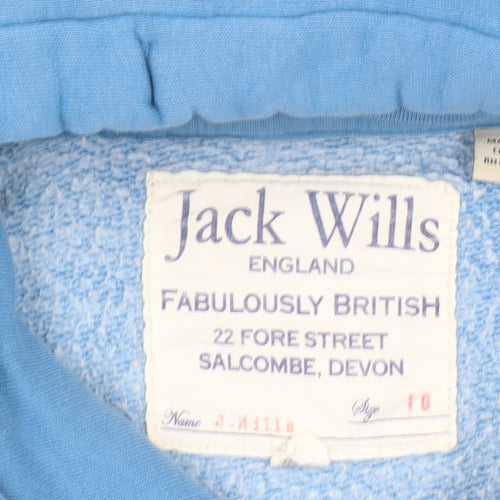 Jack Wills
ENGLAND
FABULOUSLY BRITISH
22 FORE STREET
SALCOMBE, DEVON
Name J.Wills Size 10